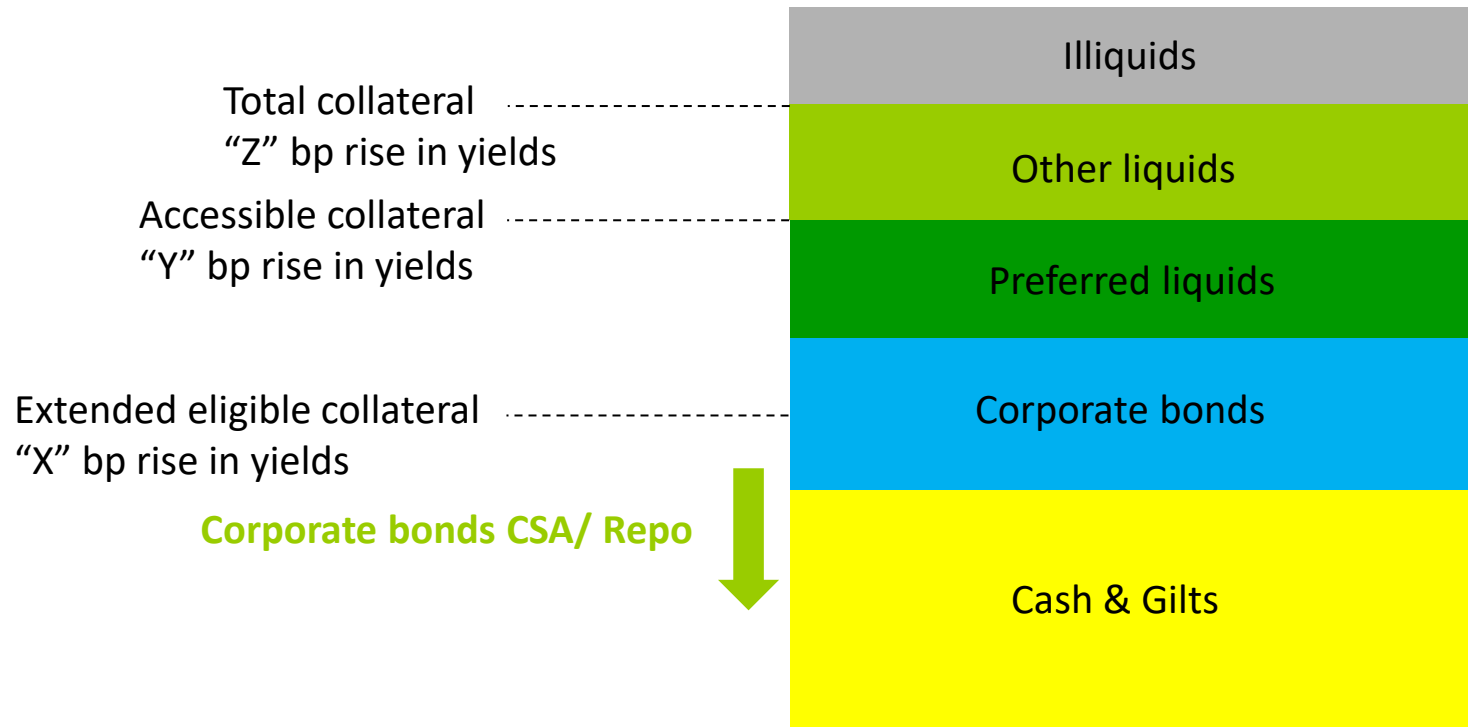 Illiquids
Total collateral
“Z” bp rise in yields
Other liquids
Accessible collateral
“Y” bp rise in yields
Preferred liquids
Extended eligible collateral
“X” bp rise in yields
Corporate bonds
Corporate bonds CSA/ Repo
Cash & Gilts